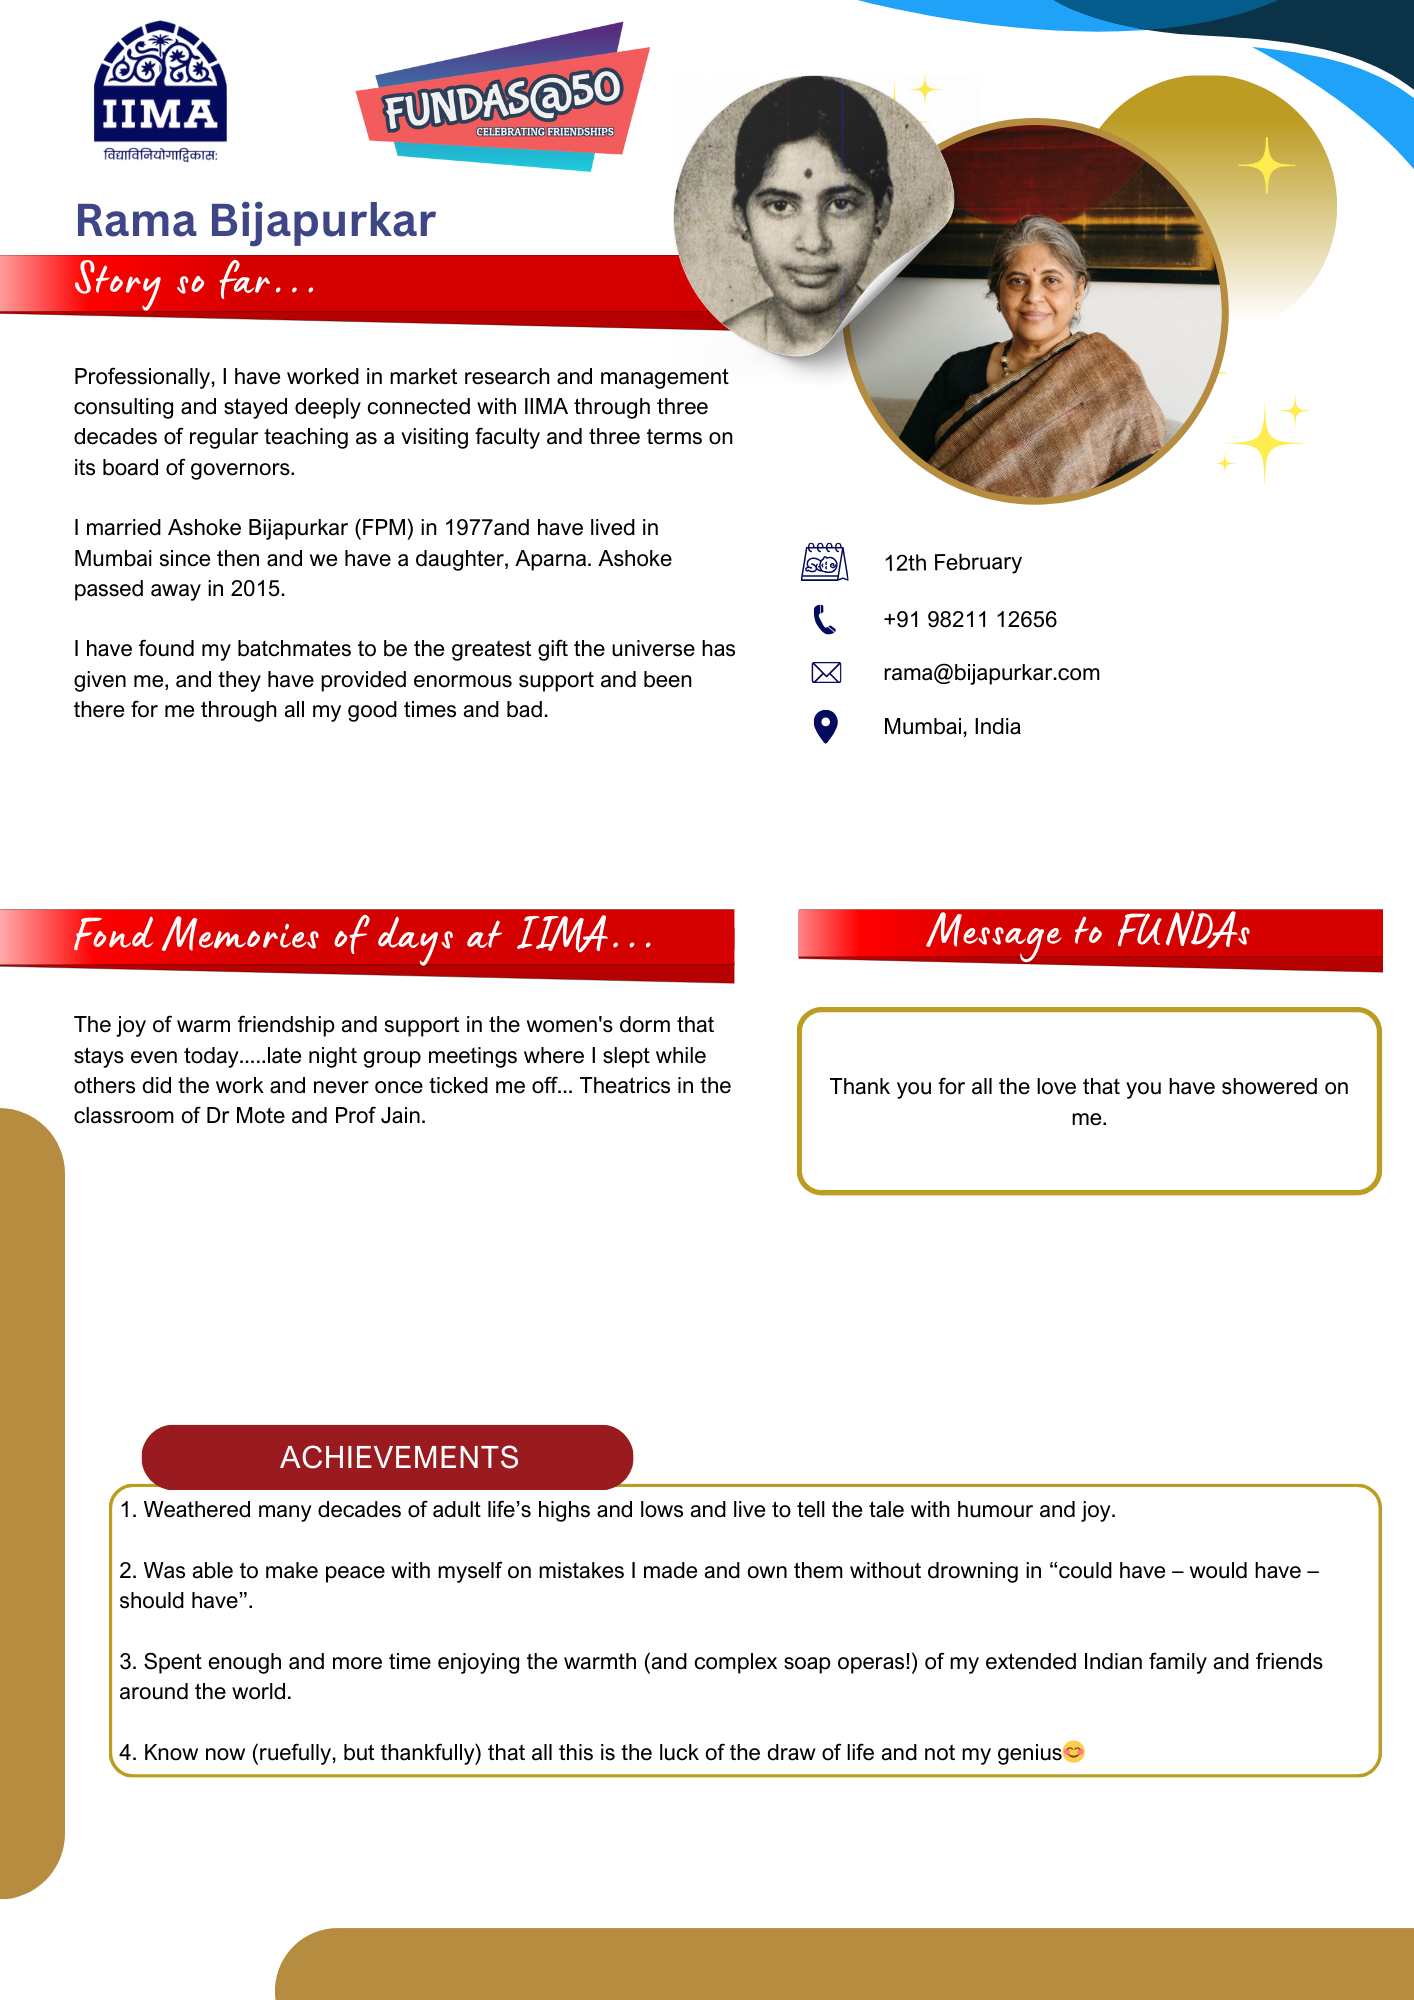 IIMA
विद्याविनियोगाद्विकास:
FUNDAS@50
CELEBRATING FRIENDSHIPS
Rama Bijapurkar
Story so far...
Professionally, I have worked in market research and management
consulting and stayed deeply connected with IIMA through three
decades of regular teaching as a visiting faculty and three terms on
its board of governors.
I married Ashoke Bijapurkar (FPM) in 1977and have lived in
Mumbai since then and we have a daughter, Aparna. Ashoke
passed away in 2015.
I have found my batchmates to be the greatest gift the universe has
given me, and they have provided enormous support and been
there for me through all my good times and bad.
12th February
+91 98211 12656
rama@bijapurkar.com
Mumbai, India
Fond Memories of days at IIMA...
The joy of warm friendship and support in the women's dorm that
stays even today.....late night group meetings where I slept while
others did the work and never once ticked me off... Theatrics in the
classroom of Dr Mote and Prof Jain.
Message to FUNDAs
Thank you for all the love that you have showered on
me.
ACHIEVEMENTS
1. Weathered many decades of adult life’s highs and lows and live to tell the tale with humour and joy.
2. Was able to make peace with myself on mistakes I made and own them without drowning in “could have – would have –
should have”.
3. Spent enough and more time enjoying the warmth (and complex soap operas!) of my extended Indian family and friends
around the world.
4. Know now (ruefully, but thankfully) that all this is the luck of the draw of life and not my genius😊